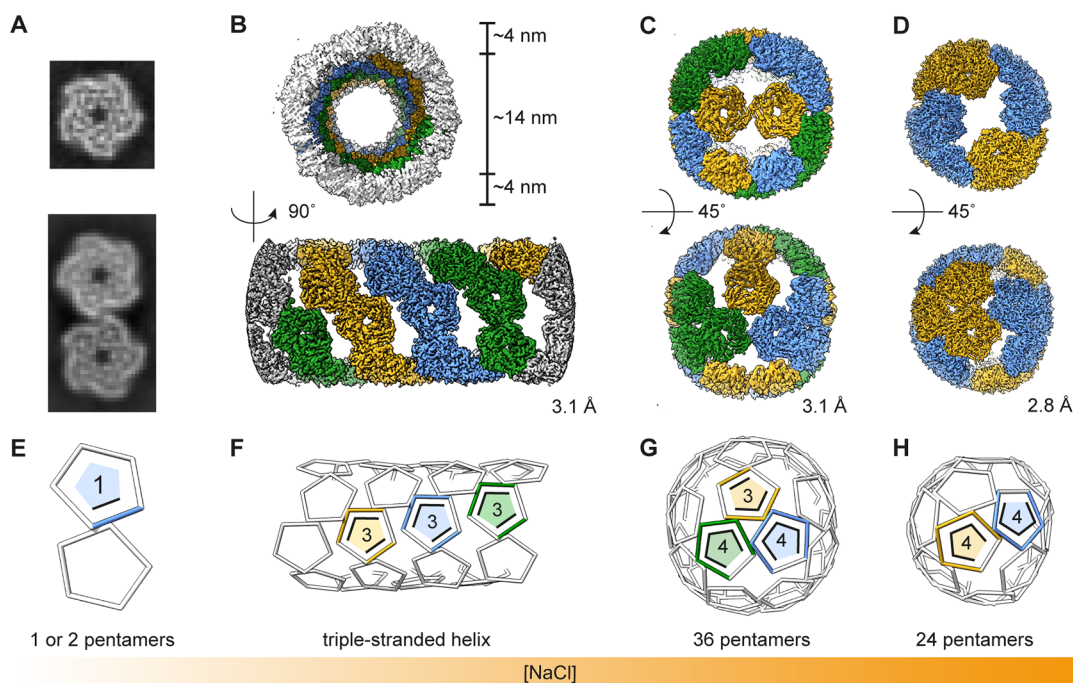 A
B
C
D
~4 nm
~14 nm
~4 nm
90°
45°
45°
3.1 Å
3.1 Å
2.8 Å
E
F
G
H
1
3
3
3
3
4
4
4
4
1 or 2 pentamers
triple-stranded helix
36 pentamers
24 pentamers
[NaCl]